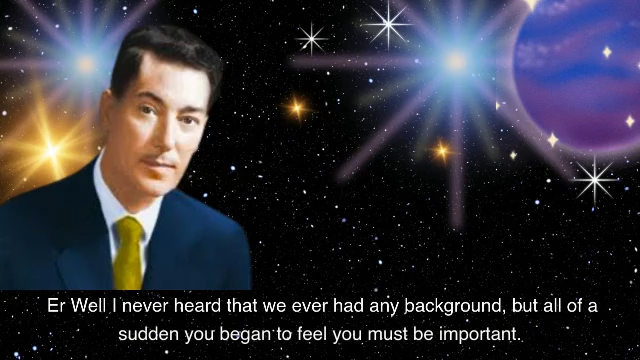 Er Well I never heard that we ever had any background, but all of a
sudden you began to feel you must be important.